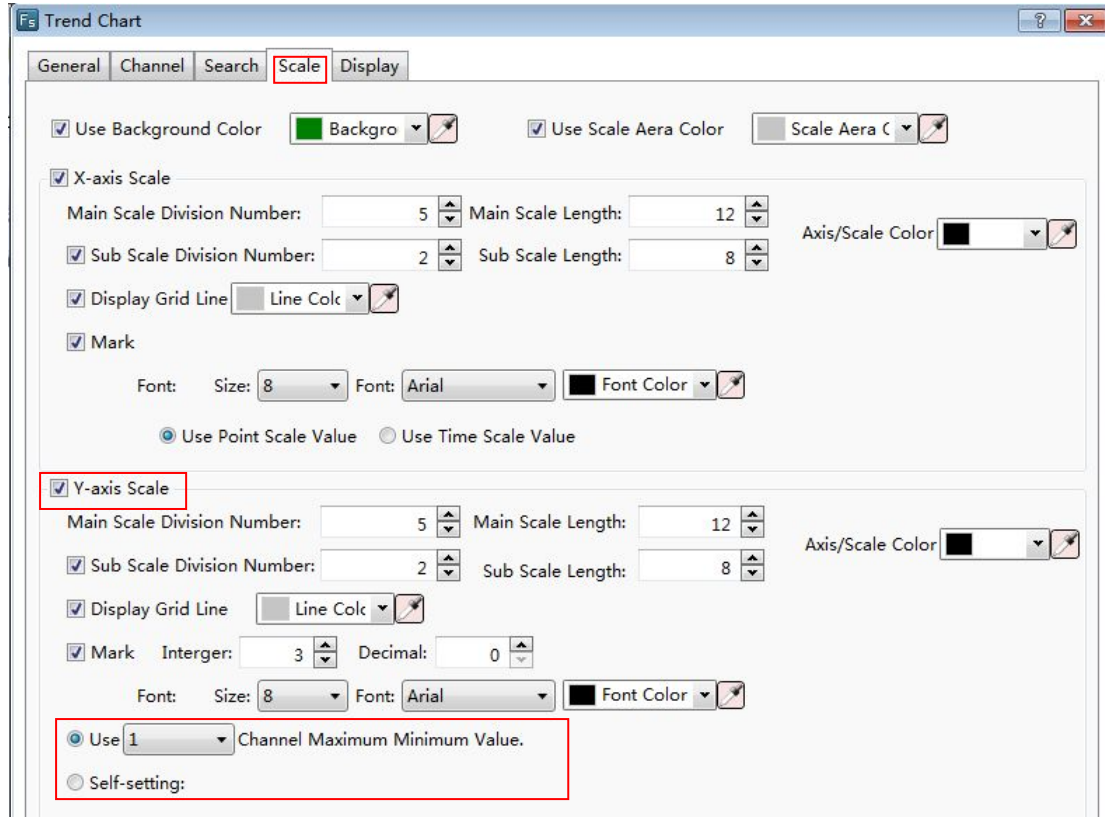 Fs Trend Chart
General Channel Search Scale Display
Use Background Color Backgro Use Scale Aera Color Scale Aera C
X-axis Scale
Main Scale Division Number: 5 Main Scale Length: 12
Axis/Scale Color
Sub Scale Division Number: 2 Sub Scale Length: 8
Display Grid Line Line Colc
Mark
Font: Size: 8 Font: Arial Font Color
Use Point Scale Value Use Time Scale Value
Y-axis Scale
Main Scale Division Number: 5 Main Scale Length: 12
Axis/Scale Color
Sub Scale Division Number: 2 Sub Scale Length: 8
Display Grid Line Line Colc
Mark Interger: 3 Decimal: 0
Font: Size: 8 Font: Arial Font Color
Use 1 Channel Maximum Minimum Value.
Self-setting: